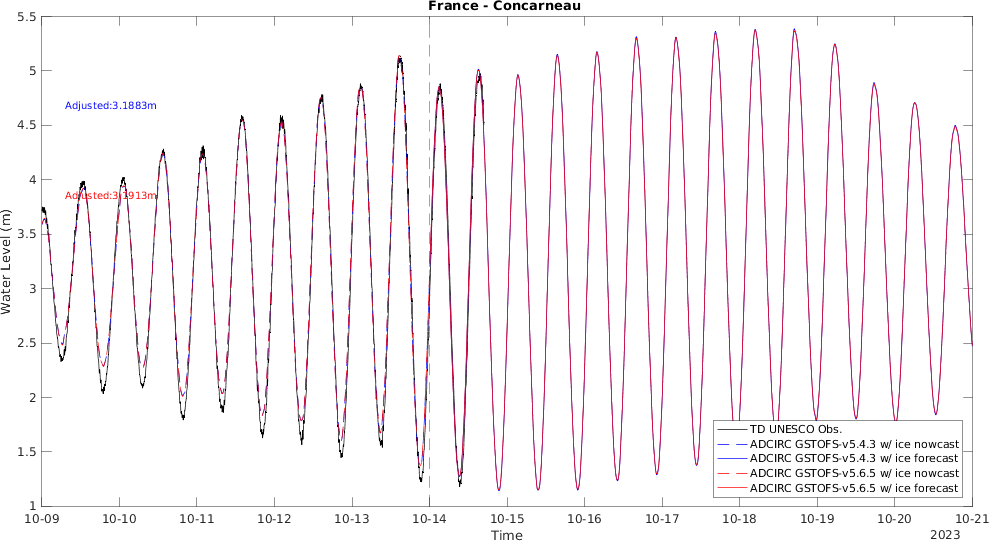 France - Concarneau
5.5
5
4.5
4
3.5
3
2.5
2
1.5
1
Water Level (m)
Adjusted:3.1883m
Adjusted:3.1913m
TD UNESCO Obs.
ADCIRC GSTOFS-v5.4.3 w/ ice nowcast
ADCIRC GSTOFS-v5.4.3 w/ ice forecast
ADCIRC GSTOFS-v5.6.5 w/ ice nowcast
ADCIRC GSTOFS-v5.6.5 w/ ice forecast
10-09 10-10 10-11 10-12 10-13 10-14 10-15 10-16 10-17 10-18 10-19 10-20 10-21
Time
2023